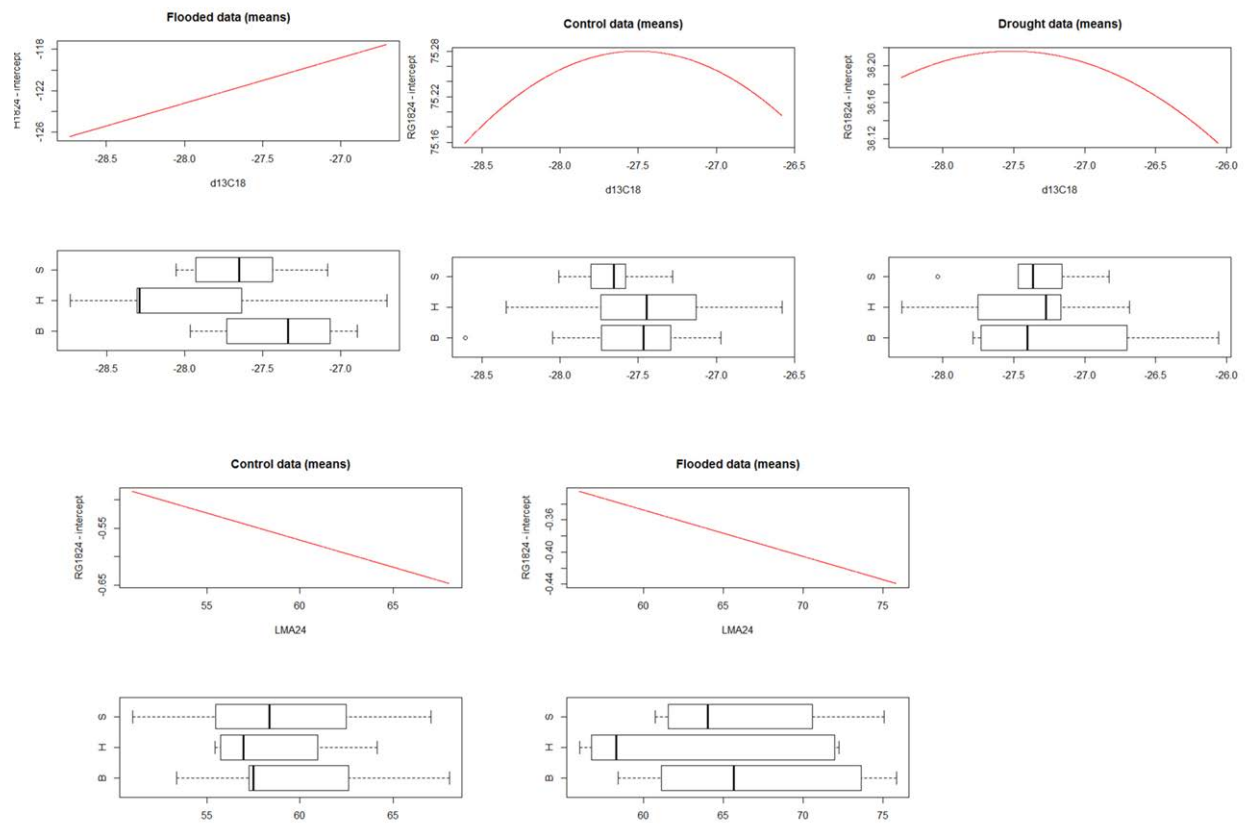 Flooded data (means)
H1824 - intercept
-118
-122
-126
-28.5 -28.0 -27.5 -27.0
d13C18
Control data (means)
RG1824 - intercept
75.28
75.22
75.16
-28.5 -28.0 -27.5 -27.0 -26.5
d13C18
Drought data (means)
RG1824 - intercept
36.20
36.16
36.12
-28.0 -27.5 -27.0 -26.5 -26.0
d13C18
S
H
B
-28.5 -28.0 -27.5 -27.0
S
H
B
-28.5 -28.0 -27.5 -27.0 -26.5
S
H
B
-28.0 -27.5 -27.0 -26.5 -26.0
Control data (means)
RG1824 - intercept
-0.55
-0.65
55 60 65
LMA24
Flooded data (means)
RG1824 - intercept
-0.36
-0.40
-0.44
60 65 70 75
LMA24
S
H
B
55 60 65
S
H
B
60 65 70 75